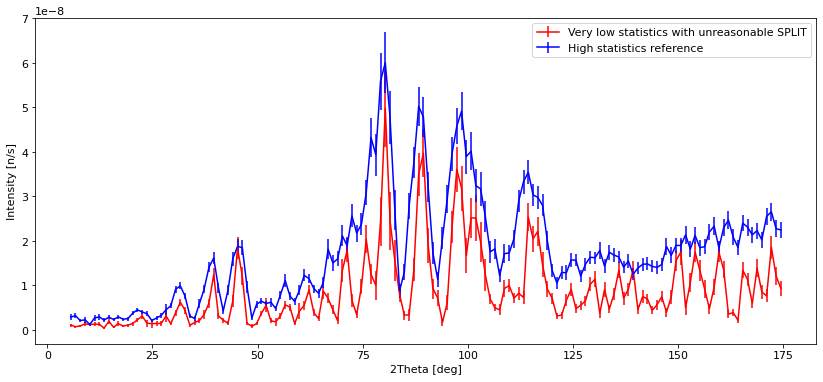 1e−8
7
6
5
4
3
2
1
0
Intensity [n/s]
Very low statistics with unreasonable SPLIT
High statistics reference
0 25 50 75 100 125 150 175
2Theta [deg]